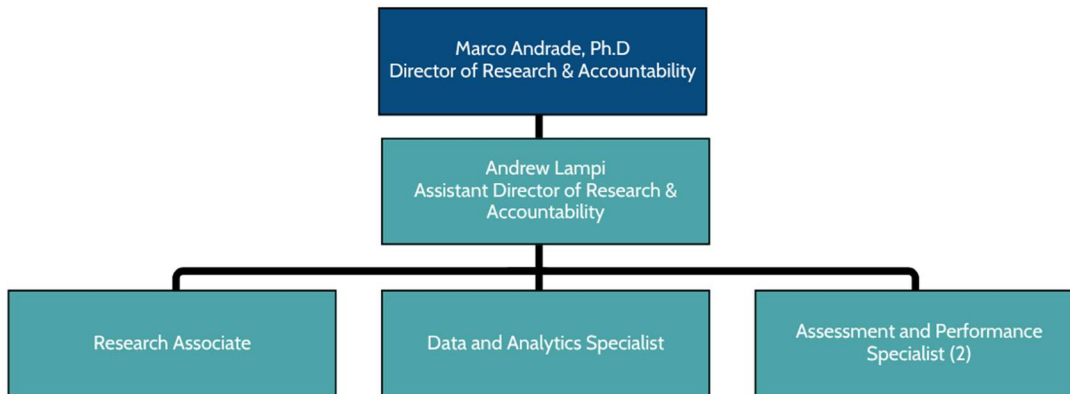 Marco Andrade, Ph.D
Director of Research & Accountability
Andrew Lampi
Assistant Director of Research &
Accountability
Research Associate
Data and Analytics Specialist
Assessment and Performance
Specialist (2)